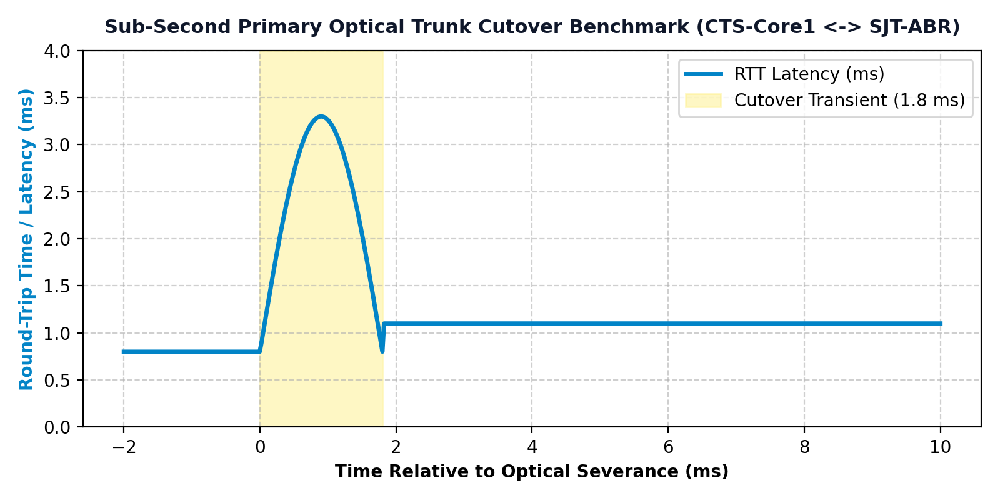 Sub-Second Primary Optical Trunk Cutover Benchmark (CTS-Core1 <-> SJT-ABR)
Round-Trip Time / Latency (ms)
4.0
3.5
3.0
2.5
2.0
1.5
1.0
0.5
0.0
RTT Latency (ms)
Cutover Transient (1.8 ms)
−2 0 2 4 6 8 10
Time Relative to Optical Severance (ms)